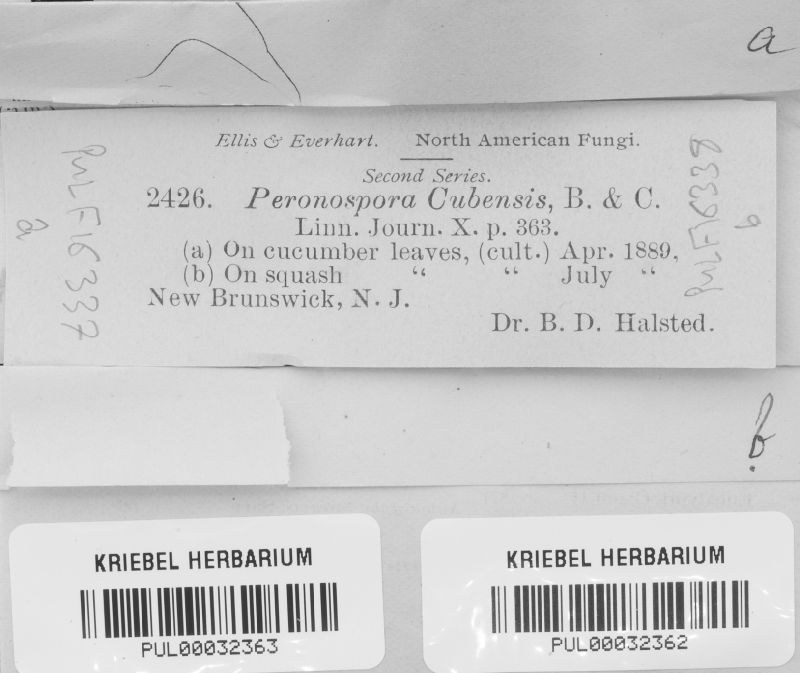 a
Ellis & Everhart. North American Fungi.
Second Series.
2426. Peronospora Cubensis, B. & C.
Linn. Journ. X. p. 363.
(a) On cucumber leaves, (cult.) Apr. 1889,
(b) On squash “ “ July “
New Brunswick, N. J.
Dr. B. D. Halsted.
PUL F16337
a
PUL F16338
b
KRIEBEL HERBARIUM
PUL00032363
KRIEBEL HERBARIUM
PUL00032362